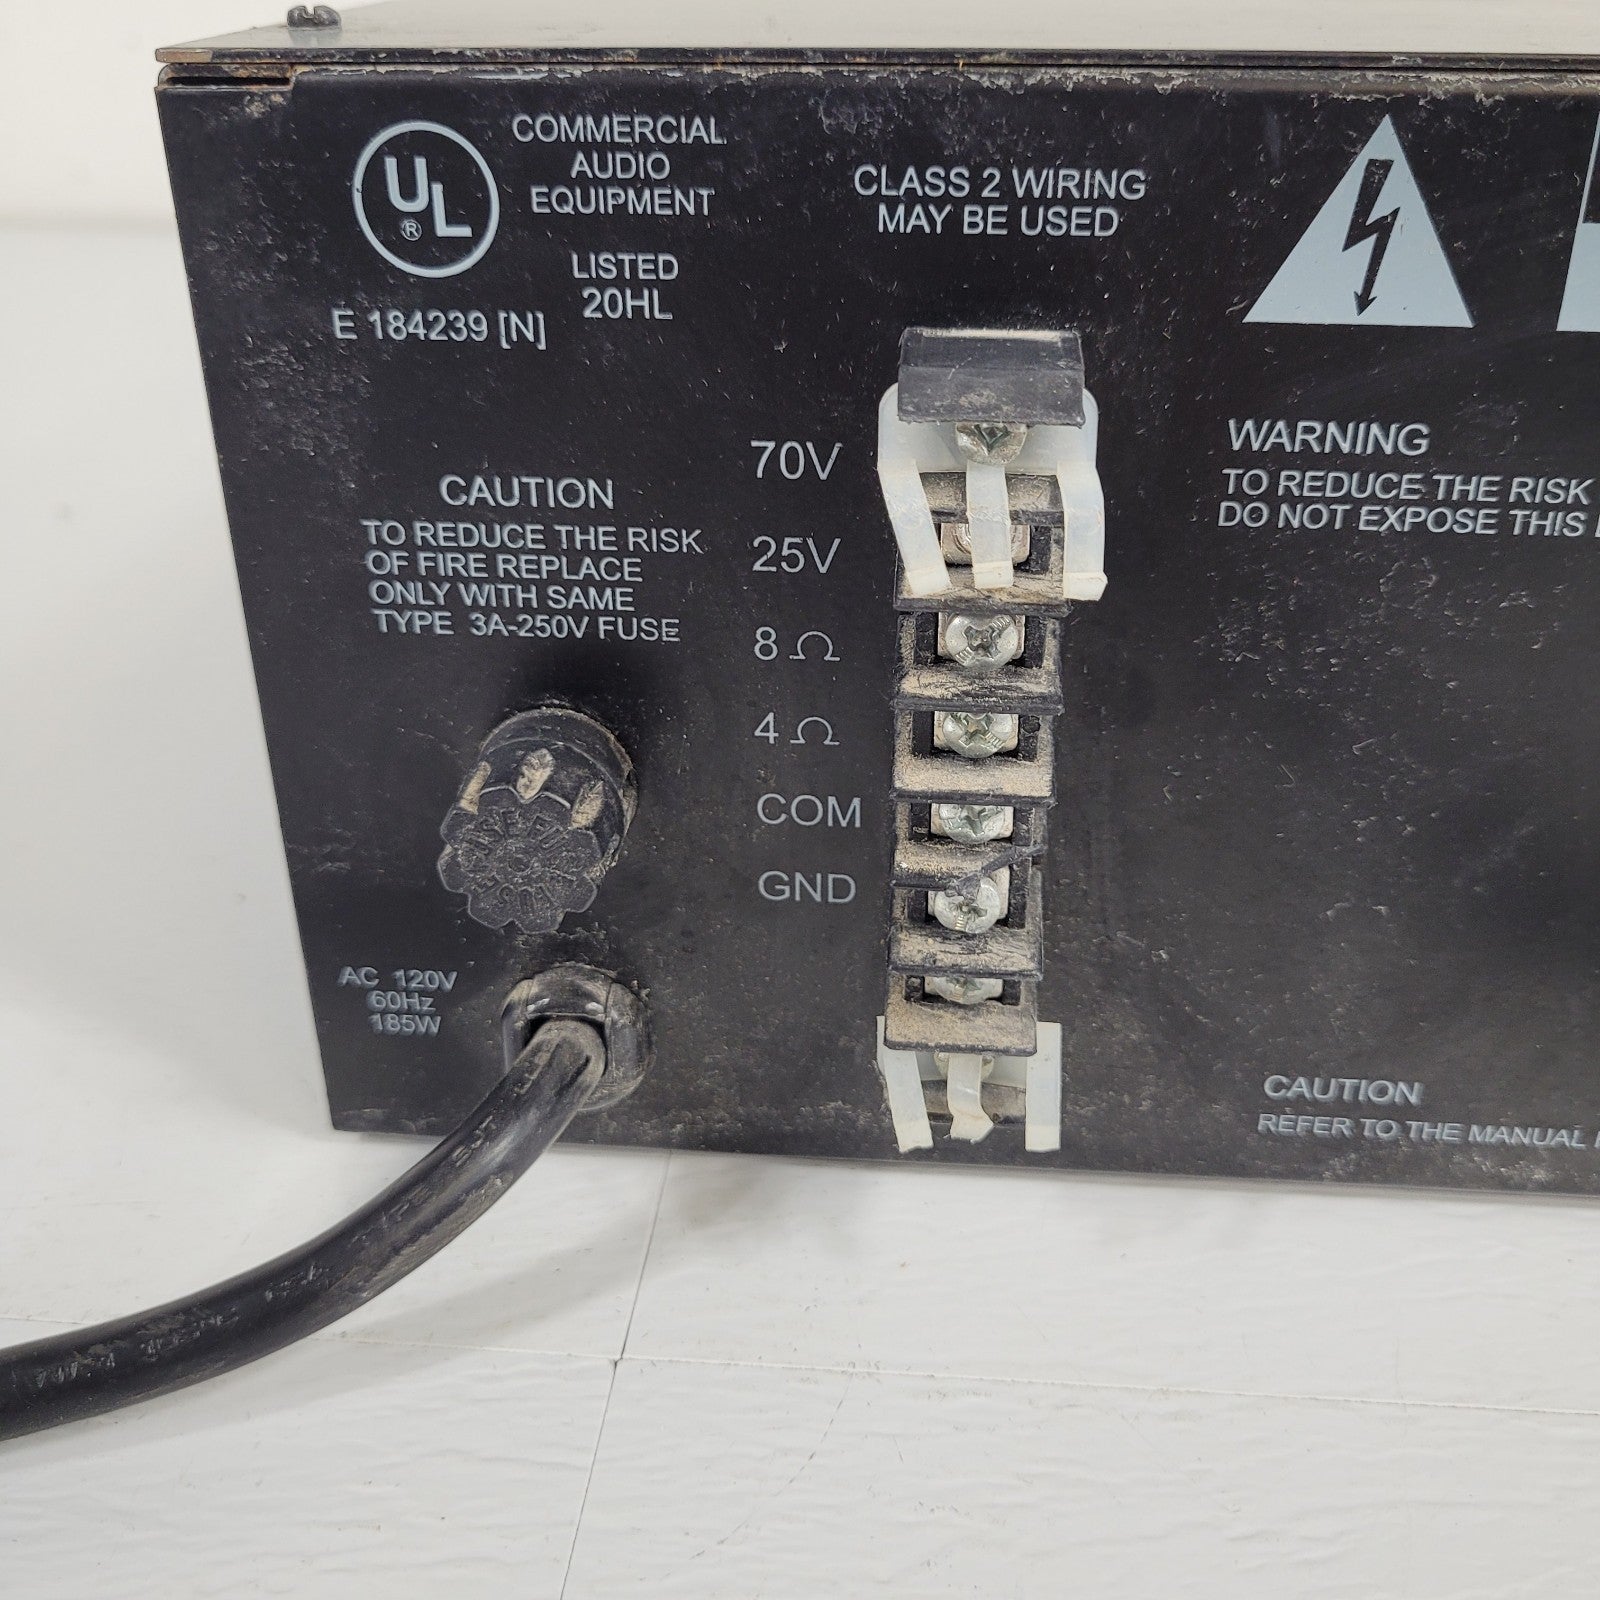 UL
®
COMMERCIAL
AUDIO
EQUIPMENT
LISTED
20HL
E 184239 [N]
CLASS 2 WIRING
MAY BE USED
CAUTION
TO REDUCE THE RISK
OF FIRE REPLACE
ONLY WITH SAME
TYPE 3A-250V FUSE
70V
25V
8Ω
4Ω
COM
GND
AC 120V
60Hz
185W
WARNING
TO REDUCE THE RISK
DO NOT EXPOSE THIS
CAUTION
REFER TO THE MANUAL